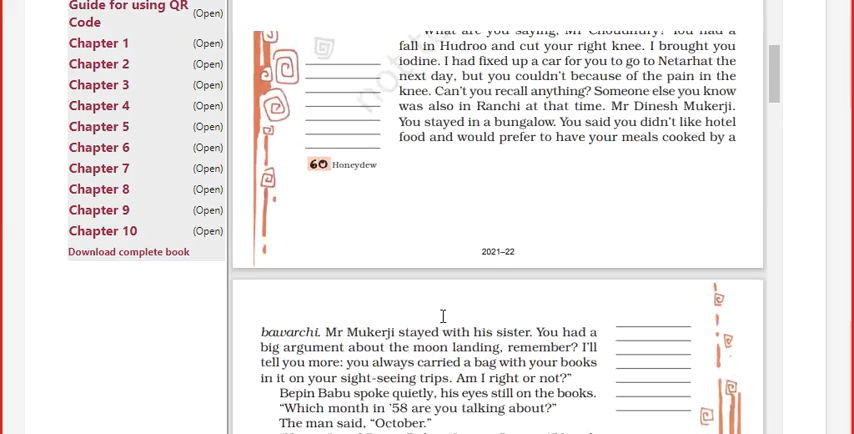 Guide for using QR
Code (Open)
Chapter 1 (Open)
Chapter 2 (Open)
Chapter 3 (Open)
Chapter 4 (Open)
Chapter 5 (Open)
Chapter 6 (Open)
Chapter 7 (Open)
Chapter 8 (Open)
Chapter 9 (Open)
Chapter 10 (Open)
Download complete book
"What are you saying, Mr Choudhury? You had a
fall in Hudroo and cut your right knee. I brought you
iodine. I had fixed up a car for you to go to Netarhat the
next day, but you couldn't because of the pain in the
knee. Can't you recall anything? Someone else you know
was also in Ranchi at that time. Mr Dinesh Mukerji.
You stayed in a bungalow. You said you didn't like hotel
food and would prefer to have your meals cooked by a
60 Honeydew
2021–22
bawarchi. Mr Mukerji stayed with his sister. You had a
big argument about the moon landing, remember? I'll
tell you more: you always carried a bag with your books
in it on your sight-seeing trips. Am I right or not?"
Bepin Babu spoke quietly, his eyes still on the books.
"Which month in '58 are you talking about?"
The man said, "October."